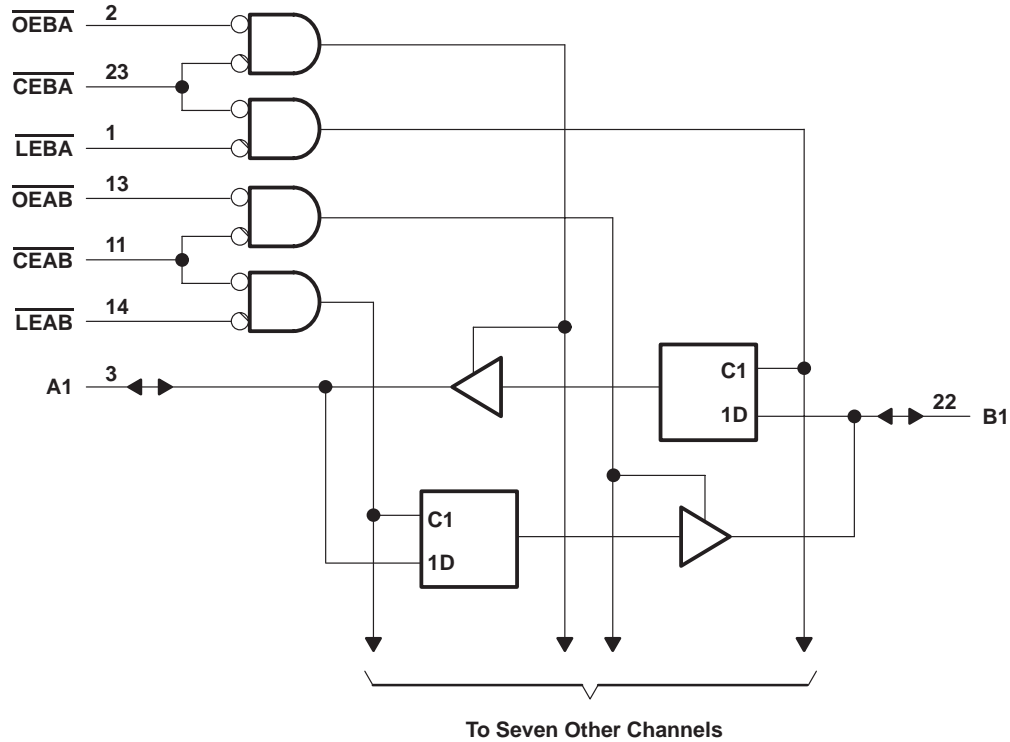 OEBA 2
CEBA 23
LEBA 1
OEAB 13
CEAB 11
LEAB 14
A1 3
C1
1D
22 B1
C1
1D
To Seven Other Channels